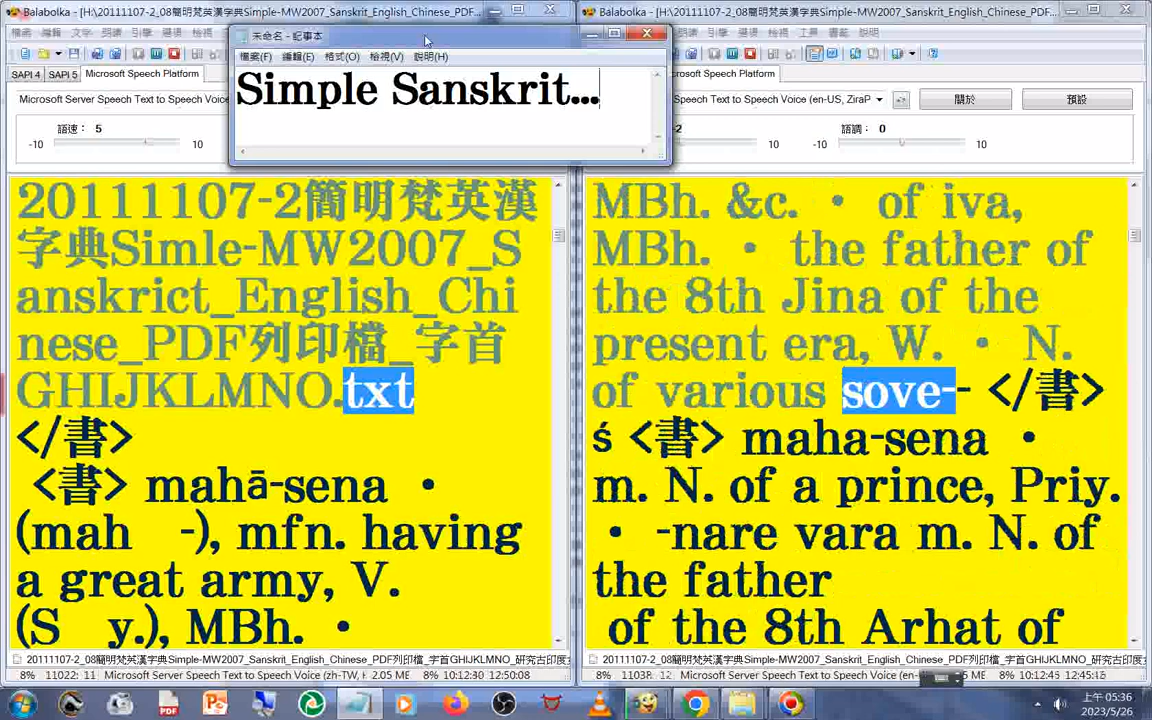 Balabolka - [H:\20111107-2_08簡明梵英漢字典Simple-MW2007_Sanskrit_English_Chinese_PDF...
Balabolka - [H:\20111107-2_08簡明梵英漢字典Simple-MW2007_Sanskrit_English_Chinese_PDF...
未命名 - 記事本
檔案(F) 編輯(E) 格式(O) 檢視(V) 說明(H)
Simple Sanskrit...
SAPI 4 SAPI 5 Microsoft Speech Platform
Speech Platform
Microsoft Server Speech Text to Speech Voice
Speech Text to Speech Voice (en-US, ZiraP
關於 預設
語速： 5
-10 10
-2
語調： 0
-10 10
20111107-2簡明梵英漢
字典Simle-MW2007_S
anskrict_English_Chi
nese_PDF列印檔_字首
GHIJKLMNO.txt
</書>
<書> mahā-sena •
(mah -), mfn. having
a great army, V.
(S y.), MBh. •
MBh. &c. • of iva,
MBh. • the father of
the 8th Jina of the
present era, W. • N.
of various sove-- </書>
ś <書> maha-sena •
m. N. of a prince, Priy.
• -nare vara m. N. of
the father
of the 8th Arhat of
20111107-2_08簡明梵英漢字典Simple-MW2007_Sanskrit_English_Chinese_PDF列印檔_字首GHIJKLMNO_研究古印度
20111107-2_08簡明梵英漢字典Simple-MW2007_Sanskrit_English_Chinese_PDF列印檔_字首GHIJKLMNO_研究古印度
8% 11022: 11 Microsoft Server Speech Text to Speech Voice (zh-TW, H 2.05 ME 8% 10:12:30 12:50:08
8% 11038: 12 Microsoft Server Speech Text to Speech Voice (en- ME 8% 10:12:45
上午 05:36
2023/5/26